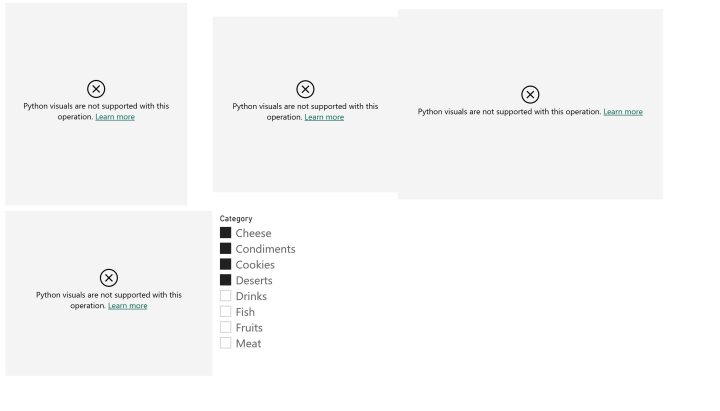 Python visuals are not supported with this
operation. Learn more
Python visuals are not supported with this
operation. Learn more
Python visuals are not supported with this operation. Learn more
Python visuals are not supported with this
operation. Learn more
Category
Cheese
Condiments
Cookies
Deserts
Drinks
Fish
Fruits
Meat